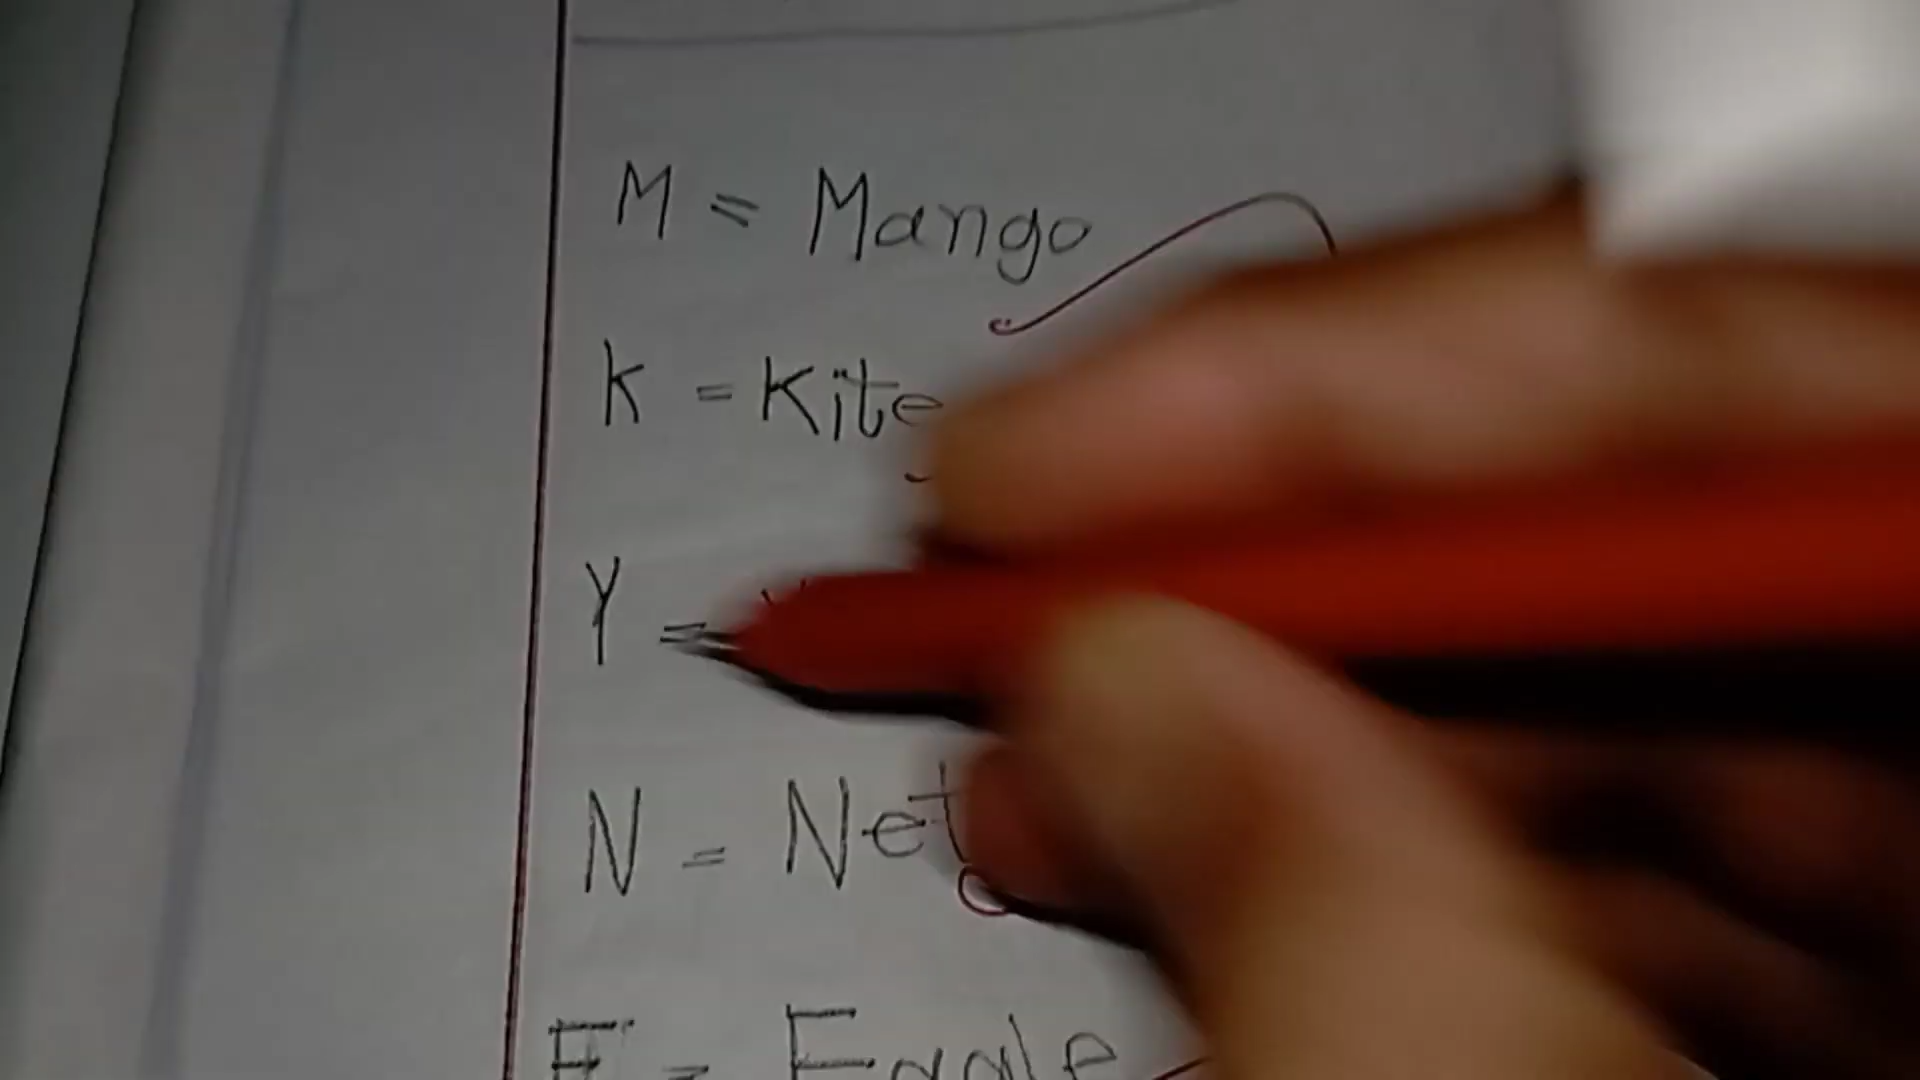 M = Mango
K = Kite
Y =
N = Net
E = Eagle